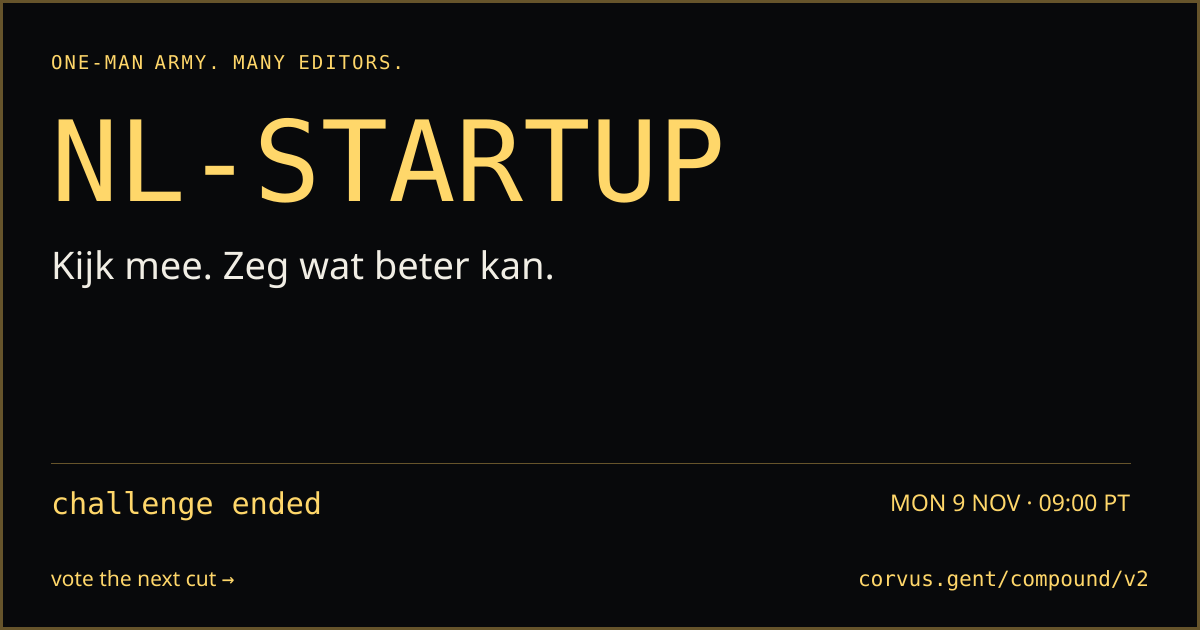 ONE-MAN ARMY. MANY EDITORS.
NL-STARTUP
Kijk mee. Zeg wat beter kan.
challenge ended
MON 9 NOV · 09:00 PT
vote the next cut →
corvus.gent/compound/v2